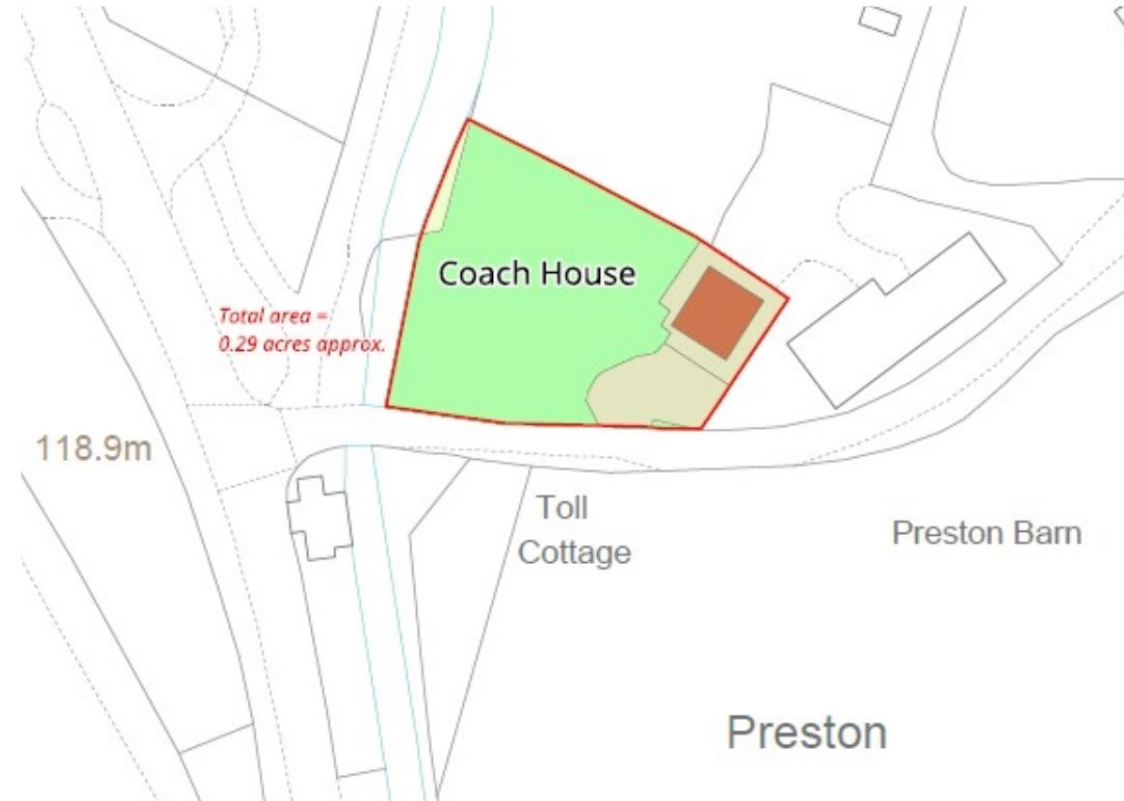 Coach House
Total area =
0.29 acres approx.
118.9m
Toll
Cottage
Preston Barn
Preston